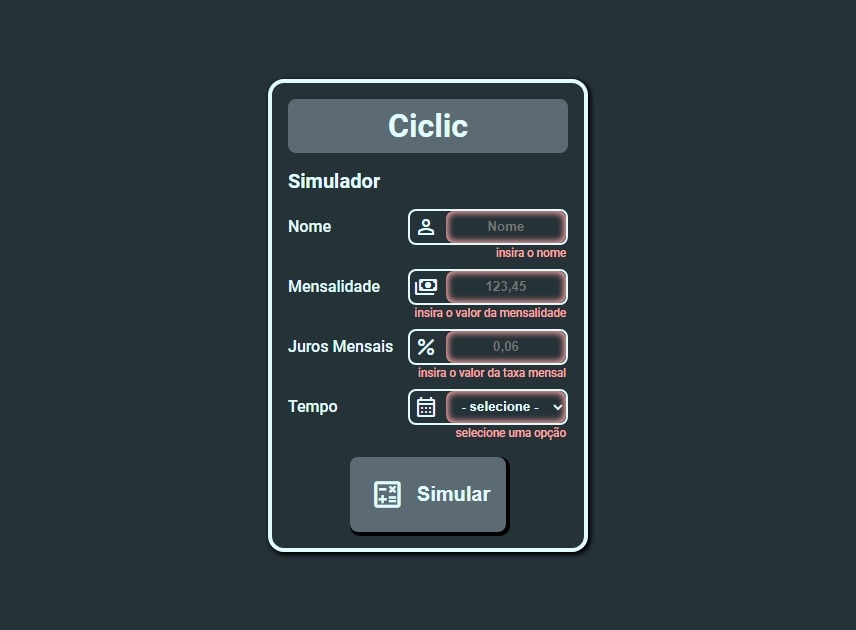 Ciclic
Simulador
Nome
Nome
insira o nome
Mensalidade
123,45
insira o valor da mensalidade
Juros Mensais
0,06
insira o valor da taxa mensal
Tempo
- selecione -
selecione uma opção
Simular